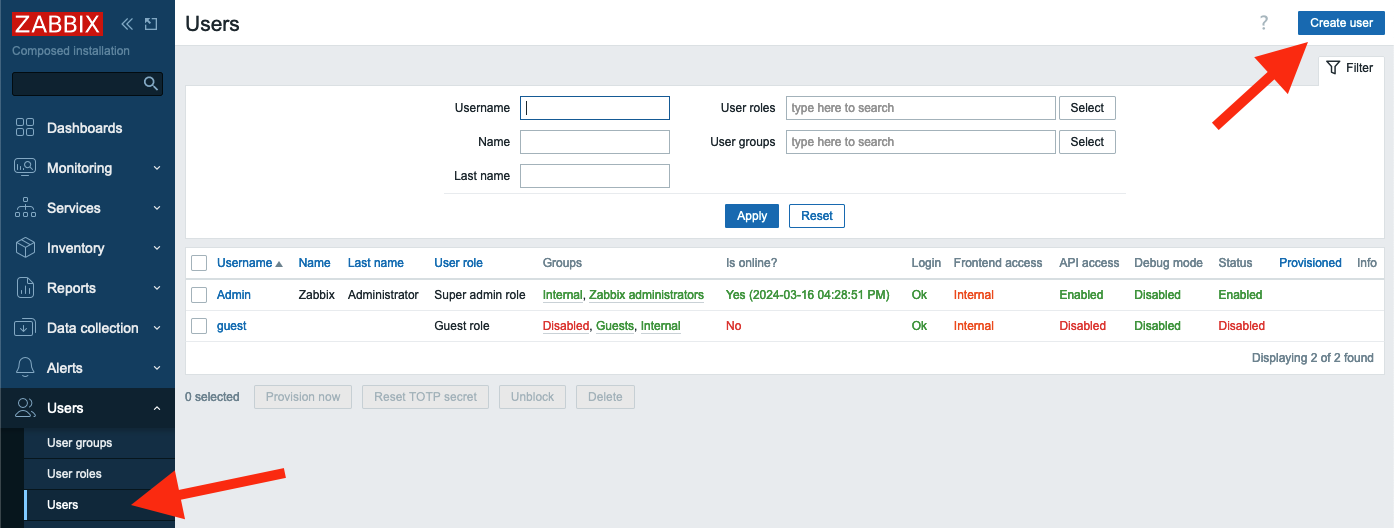 ZABBIX
Composed installation
Dashboards
Monitoring
Services
Inventory
Reports
Data collection
Alerts
Users
User groups
User roles
Users
Users
? Create user
Filter
Username User roles type here to search Select
Name User groups type here to search Select
Last name
Apply Reset
Username Name Last name User role Groups Is online? Login Frontend access API access Debug mode Status Provisioned Info
Admin Zabbix Administrator Super admin role Internal, Zabbix administrators Yes (2024-03-16 04:28:51 PM) Ok Internal Enabled Disabled Enabled
guest Guest role Disabled, Guests, Internal No Ok Internal Disabled Disabled Disabled
Displaying 2 of 2 found
0 selected Provision now Reset TOTP secret Unblock Delete